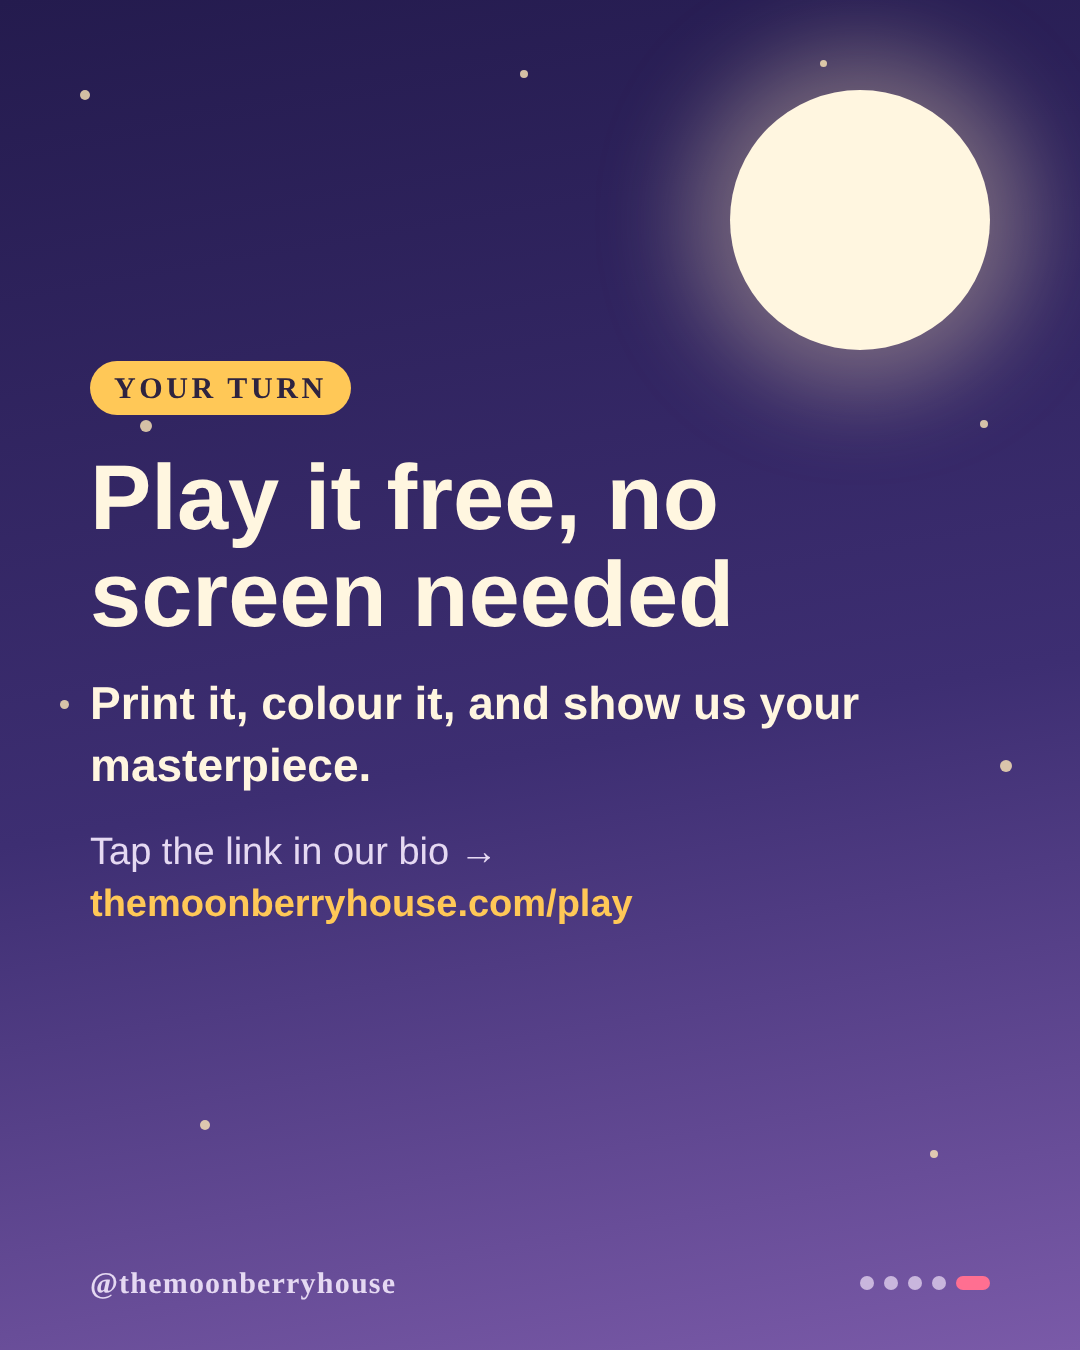 YOUR TURN
Play it free, no
screen needed
Print it, colour it, and show us your
masterpiece.
Tap the link in our bio →
themoonberryhouse.com/play
@themoonberryhouse